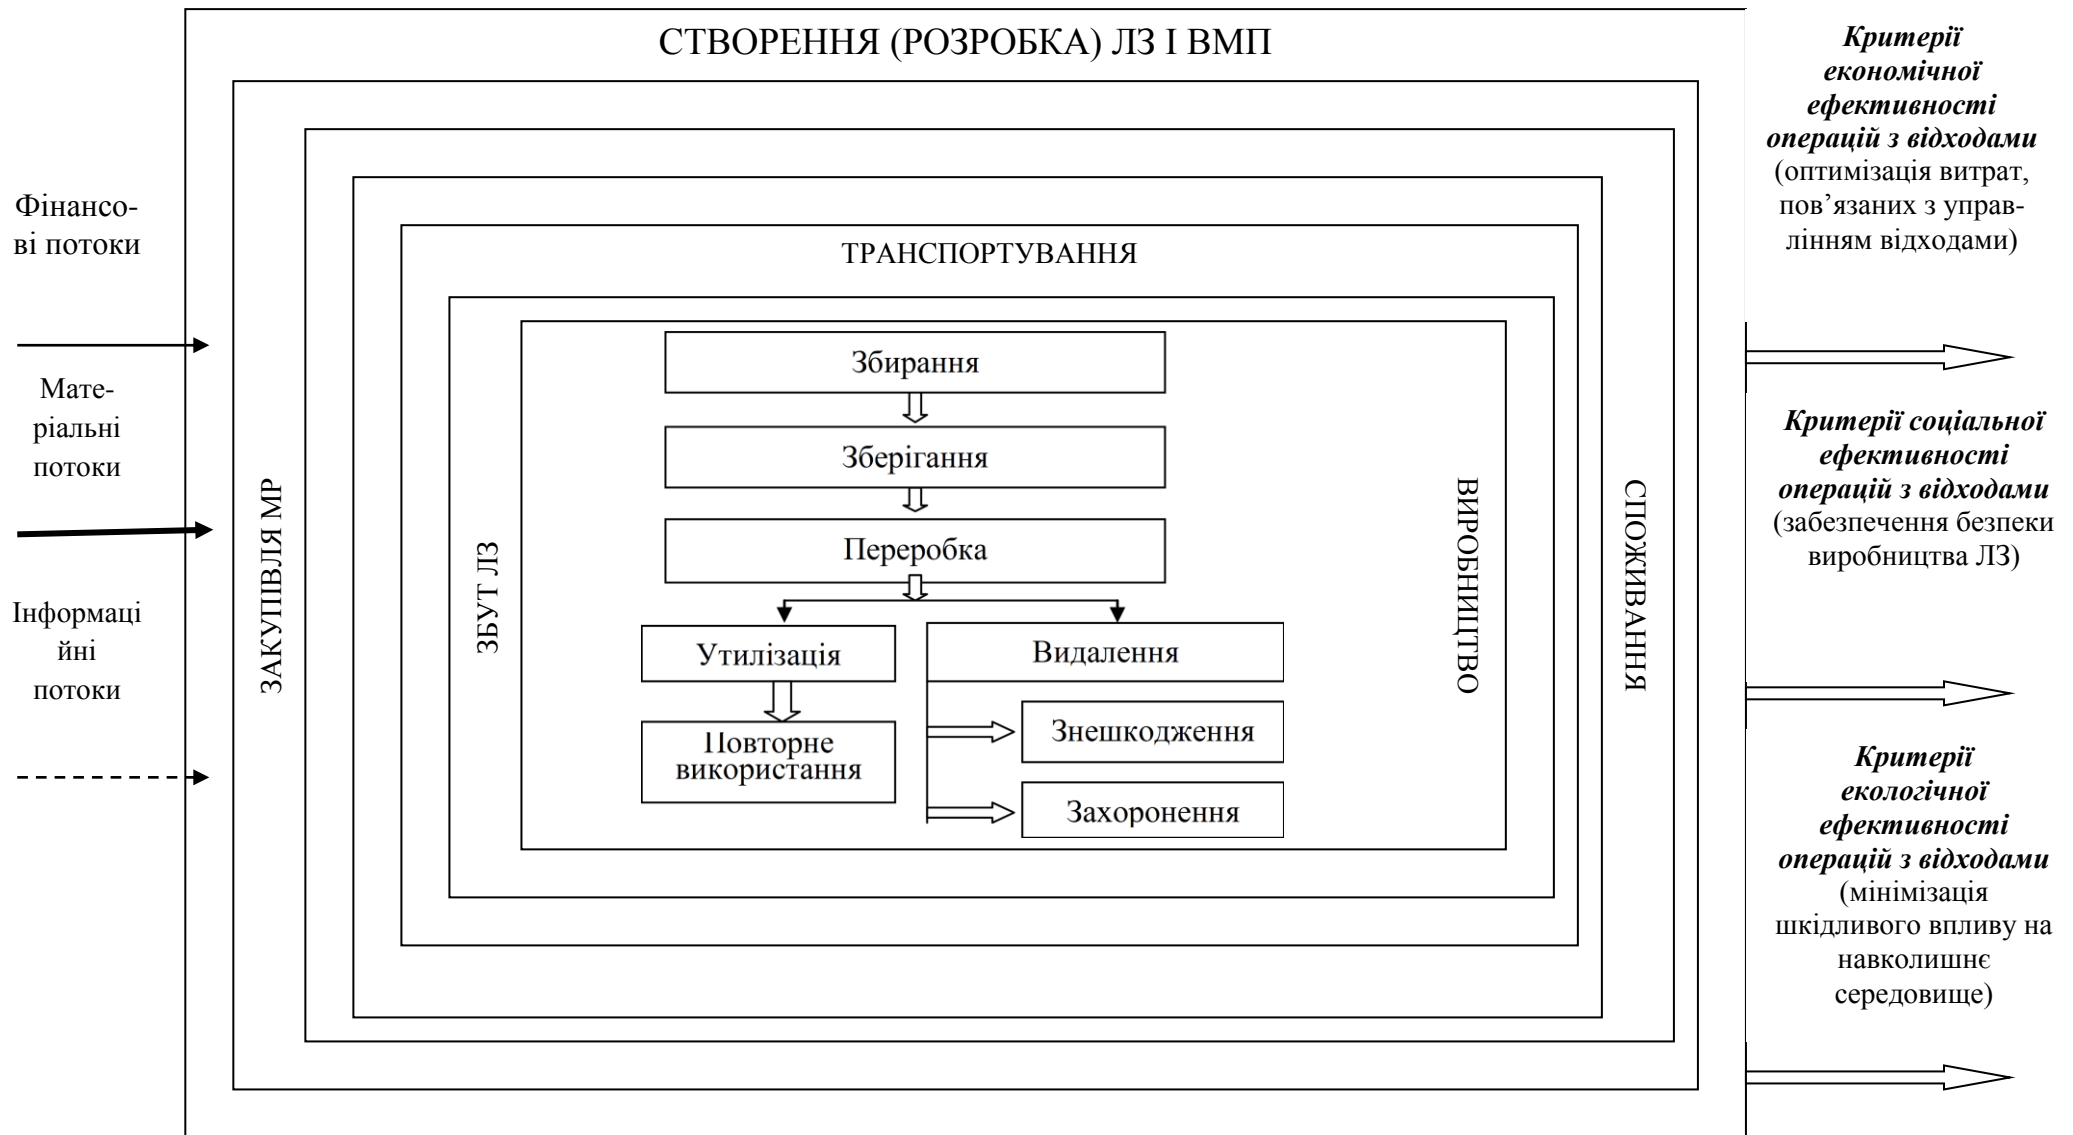 СТВОРЕННЯ (РОЗРОБКА) ЛЗ І ВМП
Фінансо-
ві потоки
Мате-
ріальні
потоки
Інформаці
йні
потоки
ЗАКУПІВЛЯ МР
ЗБУТ ЛЗ
ТРАНСПОРТУВАННЯ
Збирання
Зберігання
Переробка
Утилізація
Видалення
Повторне
використання
Знешкодження
Захоронення
ВИРОБНИЦТВО
СПОЖИВАННЯ
Критерії
економічної
ефективності
операцій з відходами
(оптимізація витрат,
пов’язаних з управ-
лінням відходами)
Критерії соціальної
ефективності
операцій з відходами
(забезпечення безпеки
виробництва ЛЗ)
Критерії
екологічної
ефективності
операцій з відходами
(мінімізація
шкідливого впливу на
навколишнє
середовище)